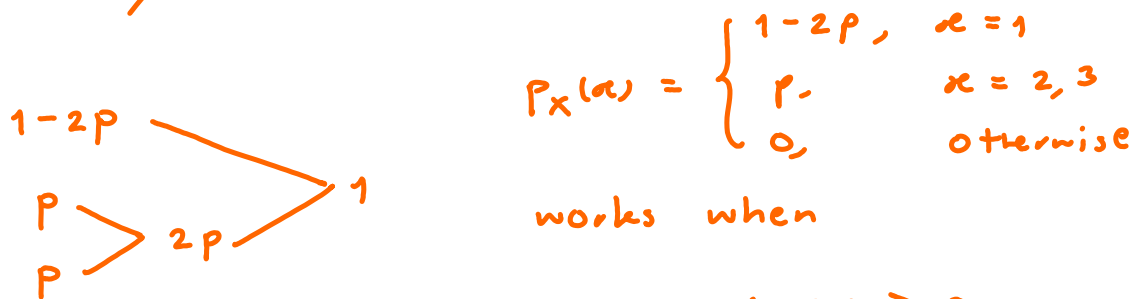 p_X(x) = { 1-2p, x = 1
p, x = 2, 3
0, otherwise
1-2p
1
p
2p
p
works when